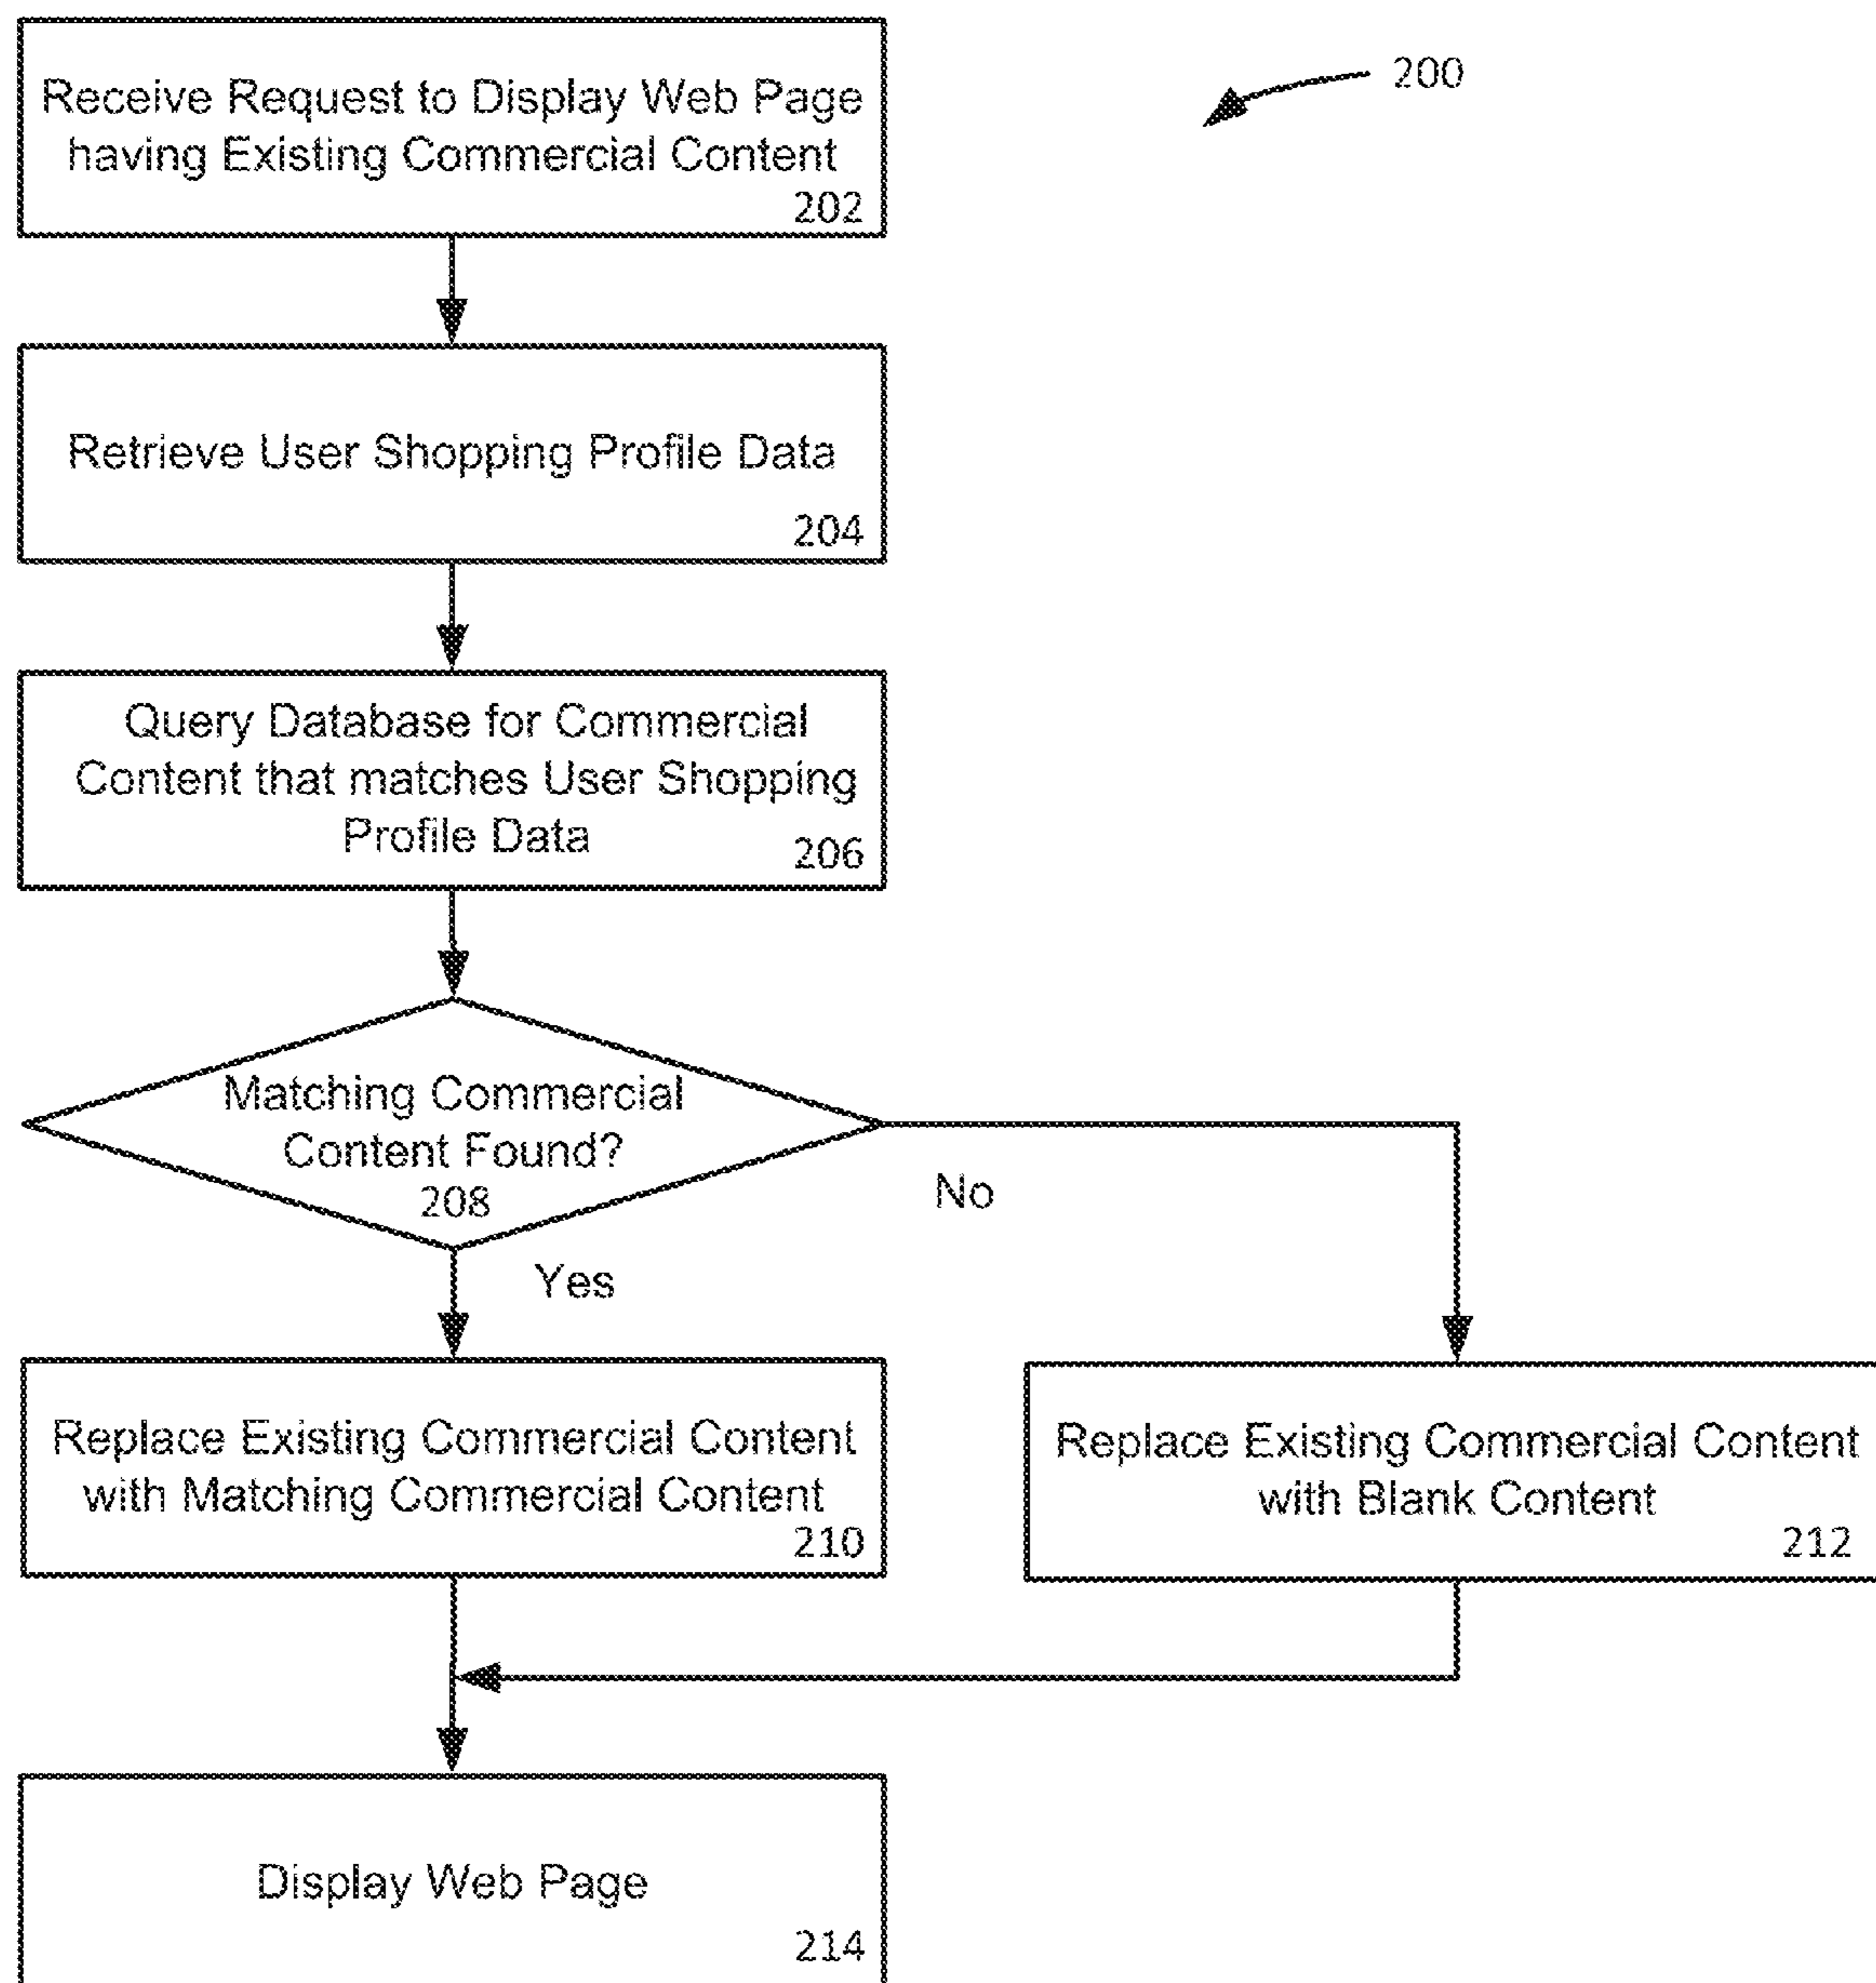 Receive Request to Display Web Page
having Existing Commercial Content
202
200
Retrieve User Shopping Profile Data
204
Query Database for Commercial
Content that matches User Shopping
Profile Data
206
Matching Commercial
Content Found?
208
No
Yes
Replace Existing Commercial Content
with Matching Commercial Content
210
Replace Existing Commercial Content
with Blank Content
212
Display Web Page
214